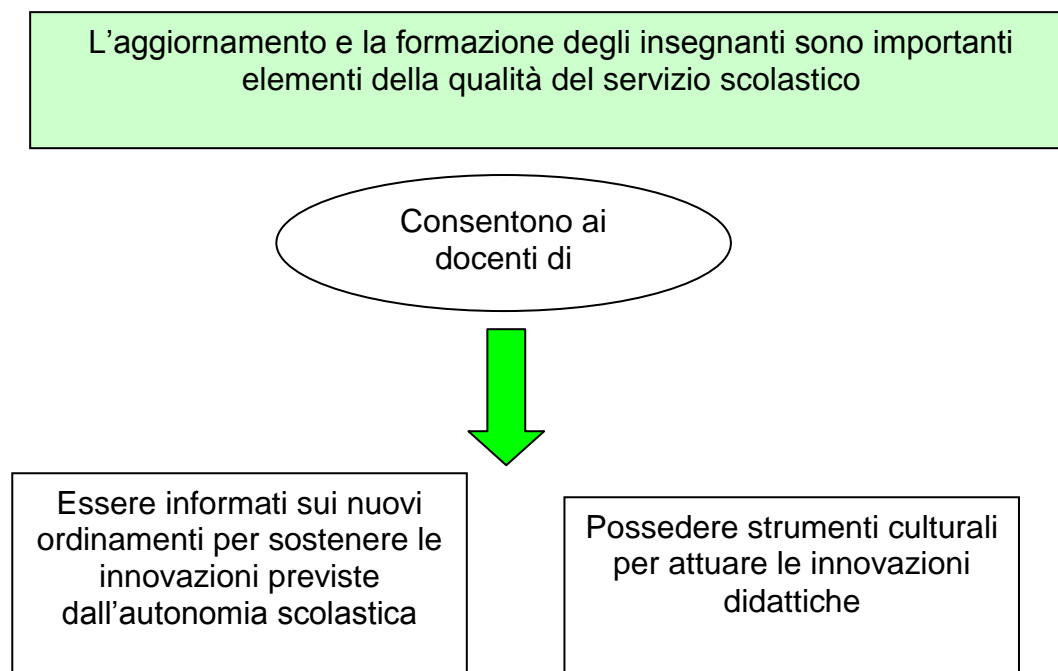 L’aggiornamento e la formazione degli insegnanti sono importanti
elementi della qualità del servizio scolastico
Consentono ai
docenti di
Essere informati sui nuovi
ordinamenti per sostenere le
innovazioni previste
dall’autonomia scolastica
Possedere strumenti culturali
per attuare le innovazioni
didattiche